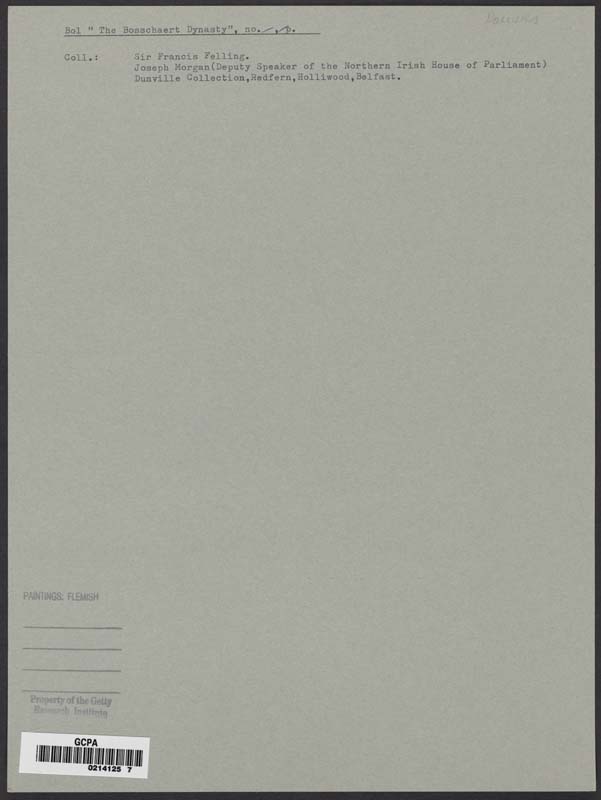 Bol " The Bosschaert Dynasty", no. , p.
Coll.: Sir Francis Felling.
Joseph Morgan(Deputy Speaker of the Northern Irish House of Parliament)
Dunville Collection,Redfern,Holliwood,Belfast.
PAINTINGS: FLEMISH
Property of the Getty
Research Institute
GCPA
0214125 7